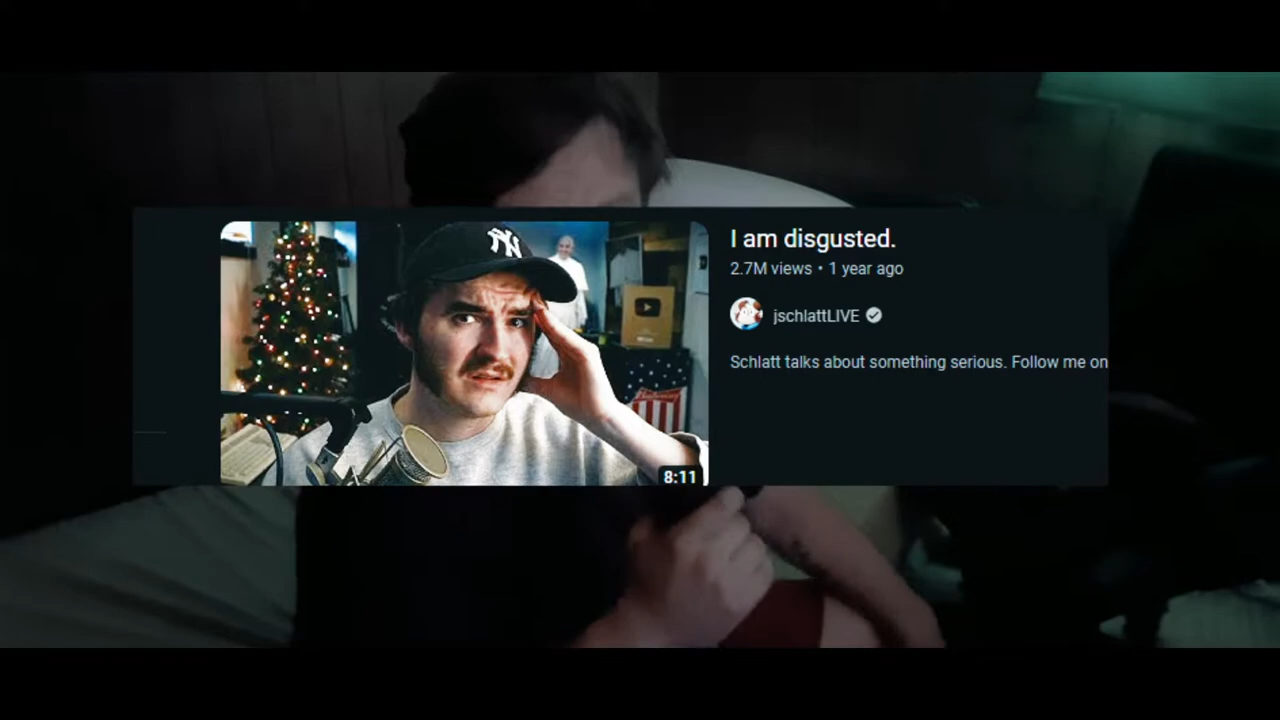 I am disgusted.
2.7M views • 1 year ago
jschlattLIVE
Schlatt talks about something serious. Follow me on
NY
8:11